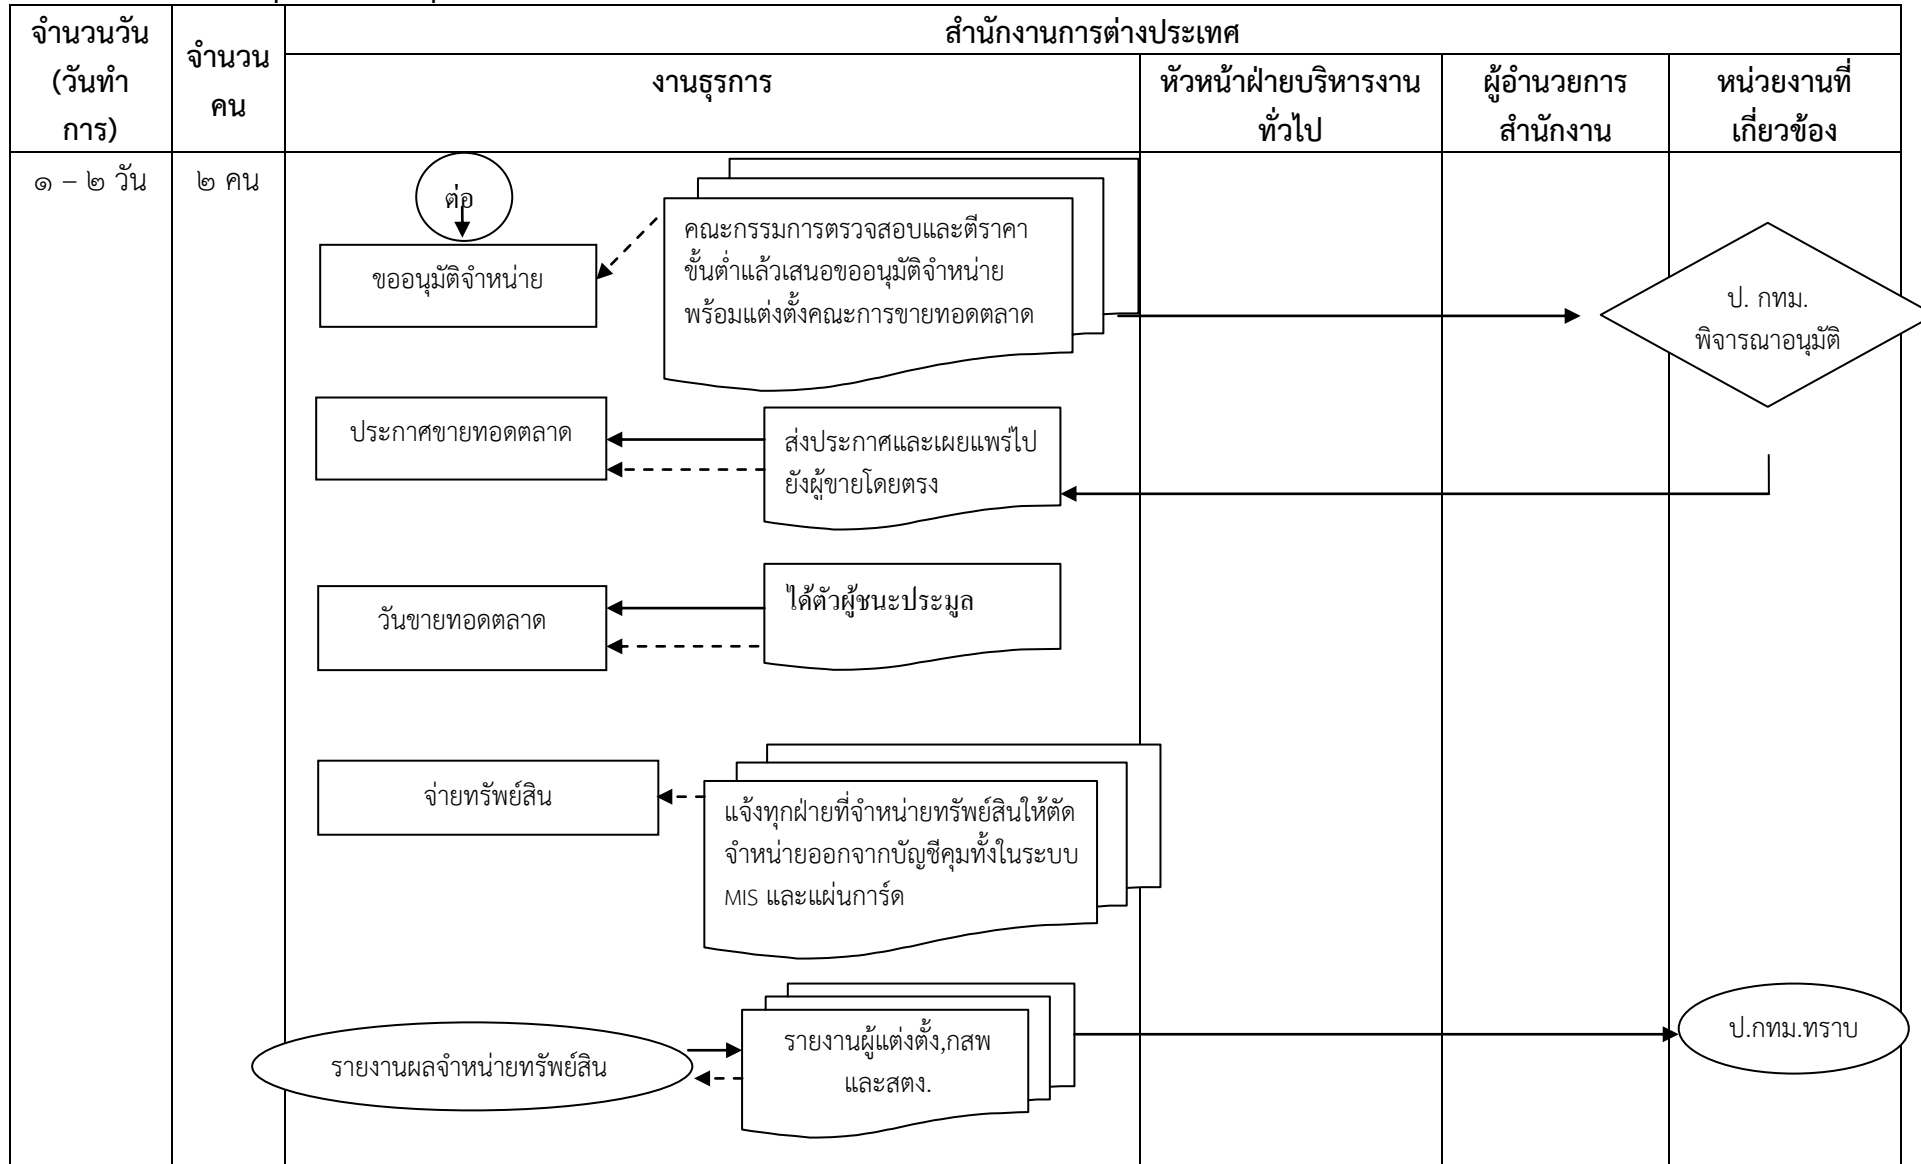 จำนวนวัน
(วันทำ
การ)
จำนวน
คน
สำนักงานการต่างประเทศ
งานธุรการ
หัวหน้าฝ่ายบริหารงาน
ทั่วไป
ผู้อำนวยการ
สำนักงาน
หน่วยงานที่
เกี่ยวข้อง
๑ – ๒ วัน
๒ คน
ต่อ
ขออนุมัติจำหน่าย
คณะกรรมการตรวจสอบและตีราคา
ขั้นต่ำแล้วเสนอขออนุมัติจำหน่าย
พร้อมแต่งตั้งคณะการขายทอดตลาด
ป. กทม.
พิจารณาอนุมัติ
ประกาศขายทอดตลาด
ส่งประกาศและเผยแพร่ไป
ยังผู้ขายโดยตรง
วันขายทอดตลาด
ได้ตัวผู้ชนะประมูล
จ่ายทรัพย์สิน
แจ้งทุกฝ่ายที่จำหน่ายทรัพย์สินให้ตัด
จำหน่ายออกจากบัญชีคุมทั้งในระบบ
MIS และแผ่นการ์ด
รายงานผลจำหน่ายทรัพย์สิน
รายงานผู้แต่งตั้ง,กสพ
และสตง.
ป.กทม.ทราบ